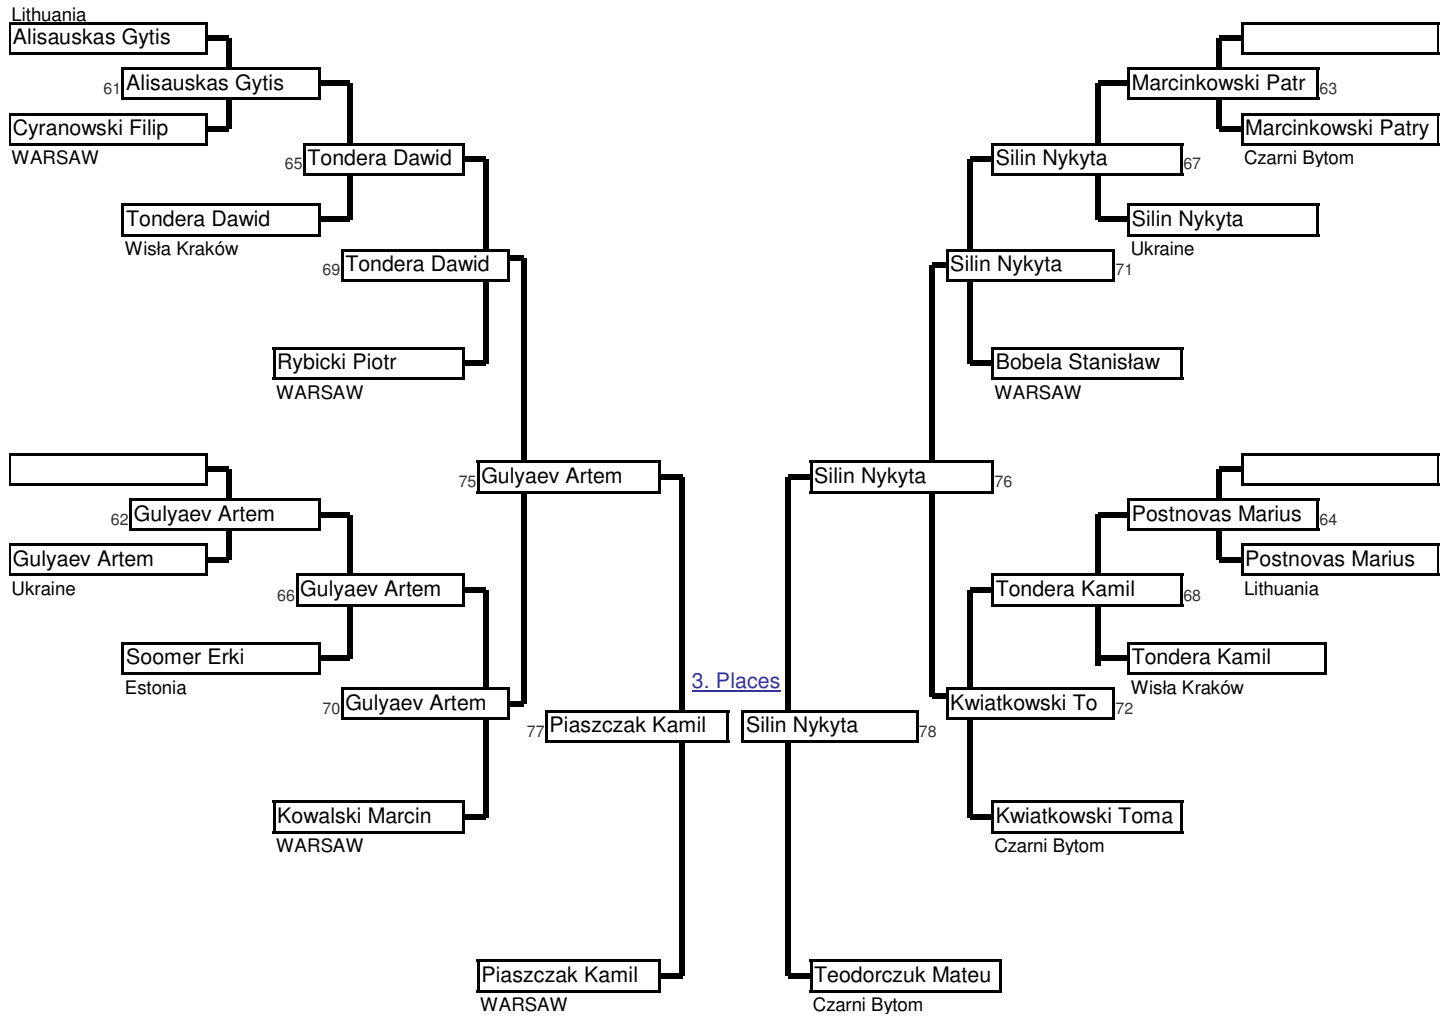 Lithuania
Alisauskas Gytis
61 Alisauskas Gytis
Cyranowski Filip
WARSAW
65 Tondera Dawid
Tondera Dawid
Wisła Kraków
69 Tondera Dawid
Rybicki Piotr
WARSAW
75 Gulyaev Artem
62 Gulyaev Artem
Gulyaev Artem
Ukraine
66 Gulyaev Artem
Soomer Erki
Estonia
70 Gulyaev Artem
Kowalski Marcin
WARSAW
77 Piaszczak Kamil
Piaszczak Kamil
WARSAW
3. Places
Marcinkowski Patr 63
Marcinkowski Patry
Czarni Bytom
Silin Nykyta 67
Silin Nykyta
Ukraine
Silin Nykyta 71
Bobela Stanisław
WARSAW
Silin Nykyta 76
Postnovas Marius 64
Postnovas Marius
Lithuania
Tondera Kamil 68
Tondera Kamil
Wisła Kraków
Kwiatkowski To 72
Kwiatkowski Toma
Czarni Bytom
Silin Nykyta 78
Teodorczuk Mateu
Czarni Bytom